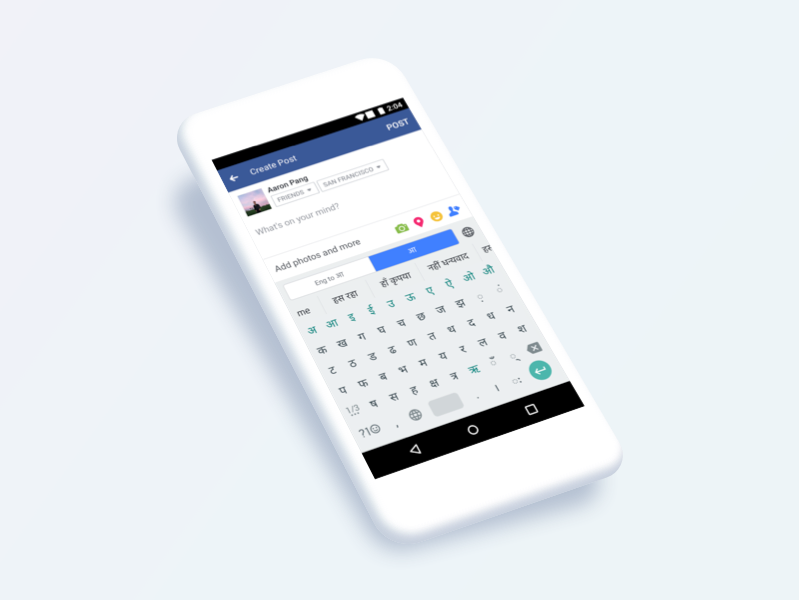 2:04
Create Post
POST
Aaron Pang
FRIENDS
SAN FRANCISCO
What's on your mind?
Add photos and more
Eng to आ
आ
me हस रहा हाँ कृपया नहीं धन्यवाद हस
अ आ इ ई उ ऊ ए ऐ ओ औ
क ख ग घ च छ ज झ ़ ं
ट ठ ड ढ ण त थ द ध न
प फ ब भ म य र ल व श
1/3 ष स ह क्ष त्र ऋ ँ ्
?1 , . । ः